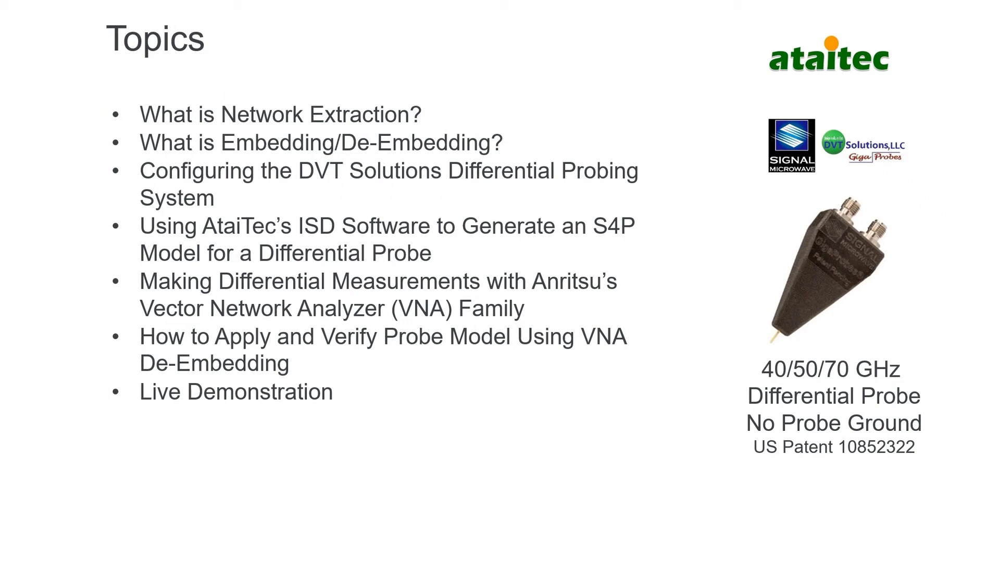 Topics
• What is Network Extraction?
• What is Embedding/De-Embedding?
• Configuring the DVT Solutions Differential Probing
System
• Using AtaiTec’s ISD Software to Generate an S4P
Model for a Differential Probe
• Making Differential Measurements with Anritsu’s
Vector Network Analyzer (VNA) Family
• How to Apply and Verify Probe Model Using VNA
De-Embedding
• Live Demonstration
ataitec
SIGNAL
MICROWAVE
DVT Solutions,LLC
Giga Probes
SIGNAL
MICROWAVE
GigaProbes®
Patent Pending
40/50/70 GHz
Differential Probe
No Probe Ground
US Patent 10852322